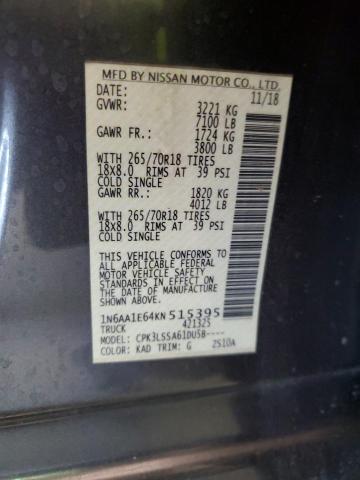 MFD BY NISSAN MOTOR CO., LTD.
DATE: 11/18
GVWR: 3221 KG
7100 LB
GAWR FR.: 1724 KG
3800 LB
WITH 265/70R18 TIRES
18x8.0 RIMS AT 39 PSI
COLD SINGLE
GAWR RR.: 1820 KG
4012 LB
WITH 265/70R18 TIRES
18x8.0 RIMS AT 39 PSI
COLD SINGLE
THIS VEHICLE CONFORMS TO
ALL APPLICABLE FEDERAL
MOTOR VEHICLE SAFETY
STANDARDS IN EFFECT ON
THE DATE OF MANUFACTURE
SHOWN ABOVE.
1N6AA1E64KN 515395
TRUCK 421325
MODEL: CPK3LSSA61DU5B----
COLOR: KAD TRIM: G 2S10A